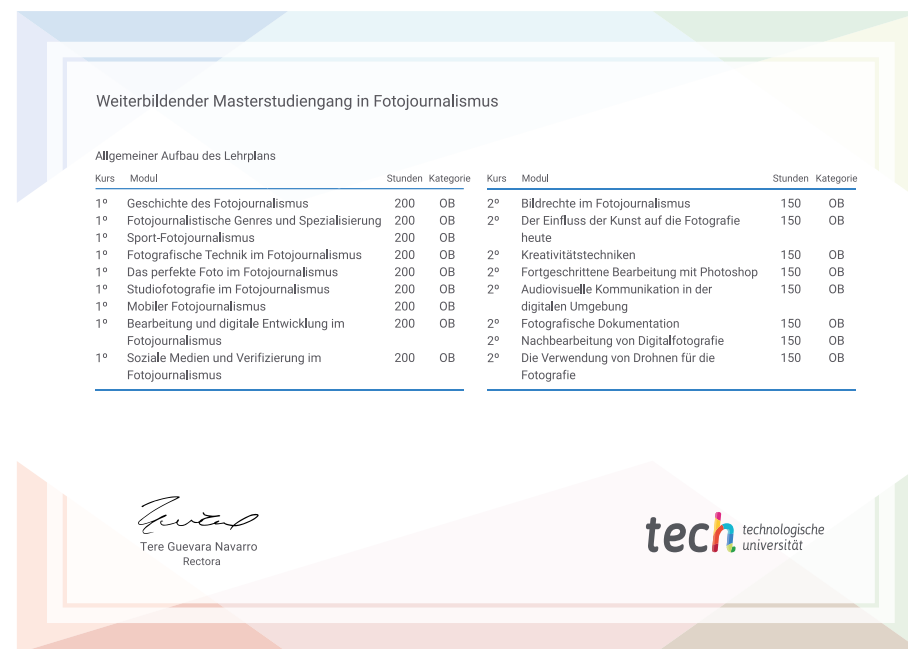 Weiterbildender Masterstudiengang in Fotojournalismus
Allgemeiner Aufbau des Lehrplans
Kurs Modul Stunden Kategorie
1º Geschichte des Fotojournalismus 200 OB
1º Fotojournalistische Genres und Spezialisierung 200 OB
1º Sport-Fotojournalismus 200 OB
1º Fotografische Technik im Fotojournalismus 200 OB
1º Das perfekte Foto im Fotojournalismus 200 OB
1º Studiofotografie im Fotojournalismus 200 OB
1º Mobiler Fotojournalismus 200 OB
1º Bearbeitung und digitale Entwicklung im 200 OB
Fotojournalismus
1º Soziale Medien und Verifizierung im 200 OB
Fotojournalismus
Kurs Modul Stunden Kategorie
2º Bildrechte im Fotojournalismus 150 OB
2º Der Einfluss der Kunst auf die Fotografie 150 OB
heute
2º Kreativitätstechniken 150 OB
2º Fortgeschrittene Bearbeitung mit Photoshop 150 OB
2º Audiovisuelle Kommunikation in der 150 OB
digitalen Umgebung
2º Fotografische Dokumentation 150 OB
2º Nachbearbeitung von Digitalfotografie 150 OB
2º Die Verwendung von Drohnen für die 150 OB
Fotografie
Tere Guevara Navarro
Rectora
tech technologische
universität